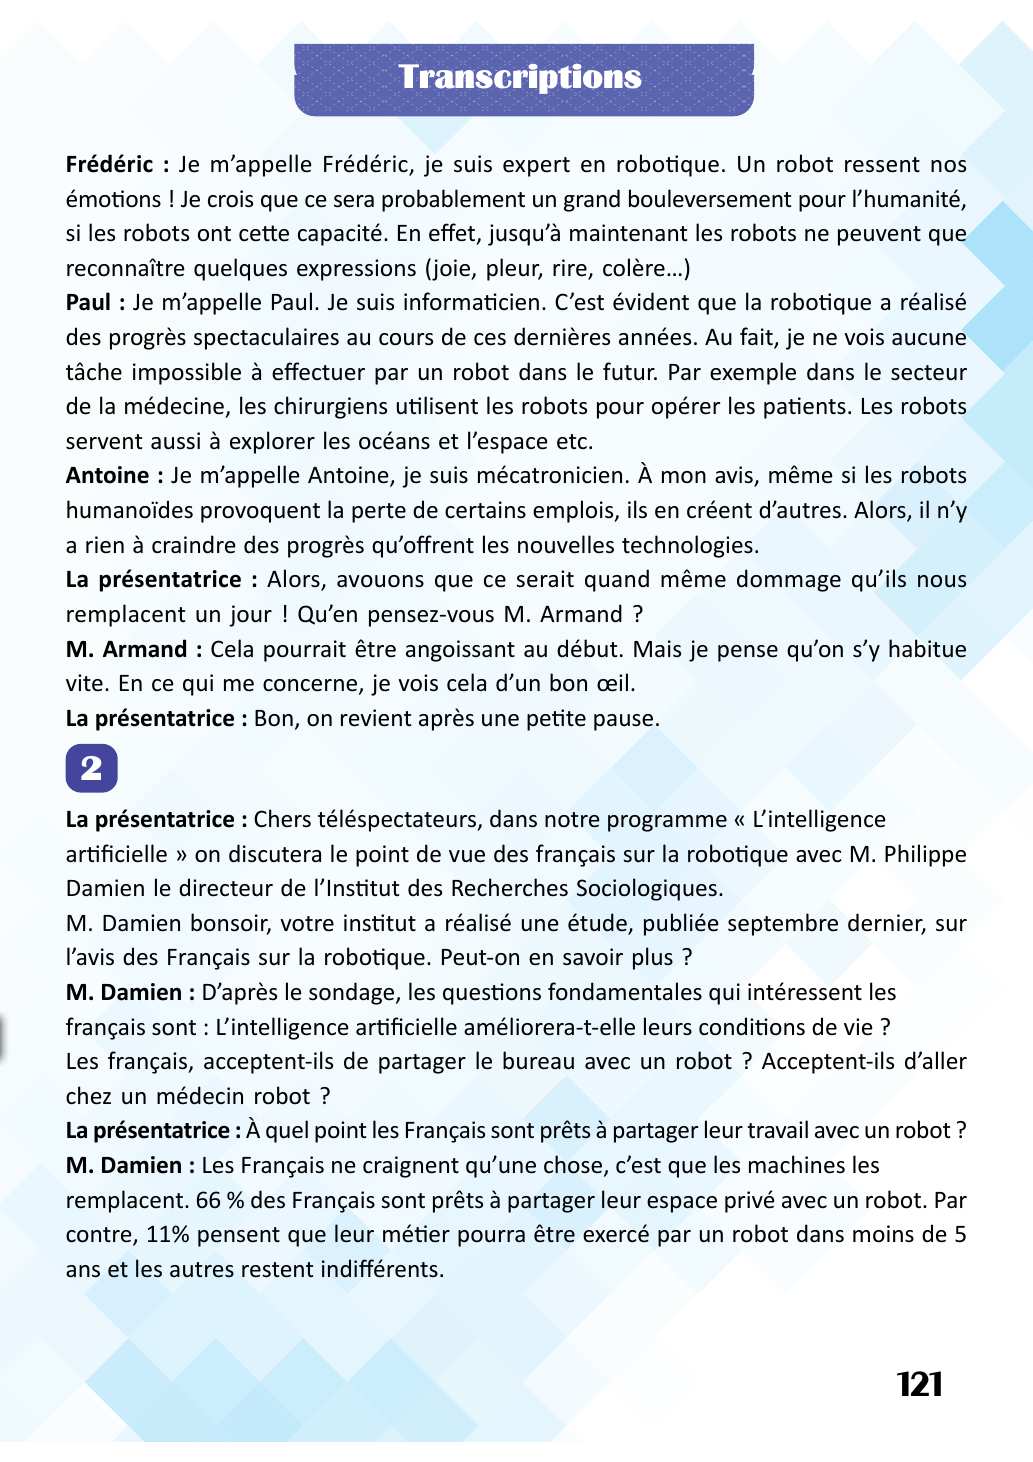 Transcriptions
Frédéric : Je m’appelle Frédéric, je suis expert en robotique. Un robot ressent nos
émotions ! Je crois que ce sera probablement un grand bouleversement pour l’humanité,
si les robots ont cette capacité. En effet, jusqu’à maintenant les robots ne peuvent que
reconnaître quelques expressions (joie, pleur, rire, colère…)
Paul : Je m’appelle Paul. Je suis informaticien. C’est évident que la robotique a réalisé
des progrès spectaculaires au cours de ces dernières années. Au fait, je ne vois aucune
tâche impossible à effectuer par un robot dans le futur. Par exemple dans le secteur
de la médecine, les chirurgiens utilisent les robots pour opérer les patients. Les robots
servent aussi à explorer les océans et l’espace etc.
Antoine : Je m’appelle Antoine, je suis mécatronicien. À mon avis, même si les robots
humanoïdes provoquent la perte de certains emplois, ils en créent d’autres. Alors, il n’y
a rien à craindre des progrès qu’offrent les nouvelles technologies.
La présentatrice : Alors, avouons que ce serait quand même dommage qu’ils nous
remplacent un jour ! Qu’en pensez-vous M. Armand ?
M. Armand : Cela pourrait être angoissant au début. Mais je pense qu’on s’y habitue
vite. En ce qui me concerne, je vois cela d’un bon œil.
La présentatrice : Bon, on revient après une petite pause.
2
La présentatrice : Chers téléspectateurs, dans notre programme « L’intelligence
artificielle » on discutera le point de vue des français sur la robotique avec M. Philippe
Damien le directeur de l’Institut des Recherches Sociologiques.
M. Damien bonsoir, votre institut a réalisé une étude, publiée septembre dernier, sur
l’avis des Français sur la robotique. Peut-on en savoir plus ?
M. Damien : D’après le sondage, les questions fondamentales qui intéressent les
français sont : L’intelligence artificielle améliorera-t-elle leurs conditions de vie ?
Les français, acceptent-ils de partager le bureau avec un robot ? Acceptent-ils d’aller
chez un médecin robot ?
La présentatrice : À quel point les Français sont prêts à partager leur travail avec un robot ?
M. Damien : Les Français ne craignent qu’une chose, c’est que les machines les
remplacent. 66 % des Français sont prêts à partager leur espace privé avec un robot. Par
contre, 11% pensent que leur métier pourra être exercé par un robot dans moins de 5
ans et les autres restent indifférents.
121